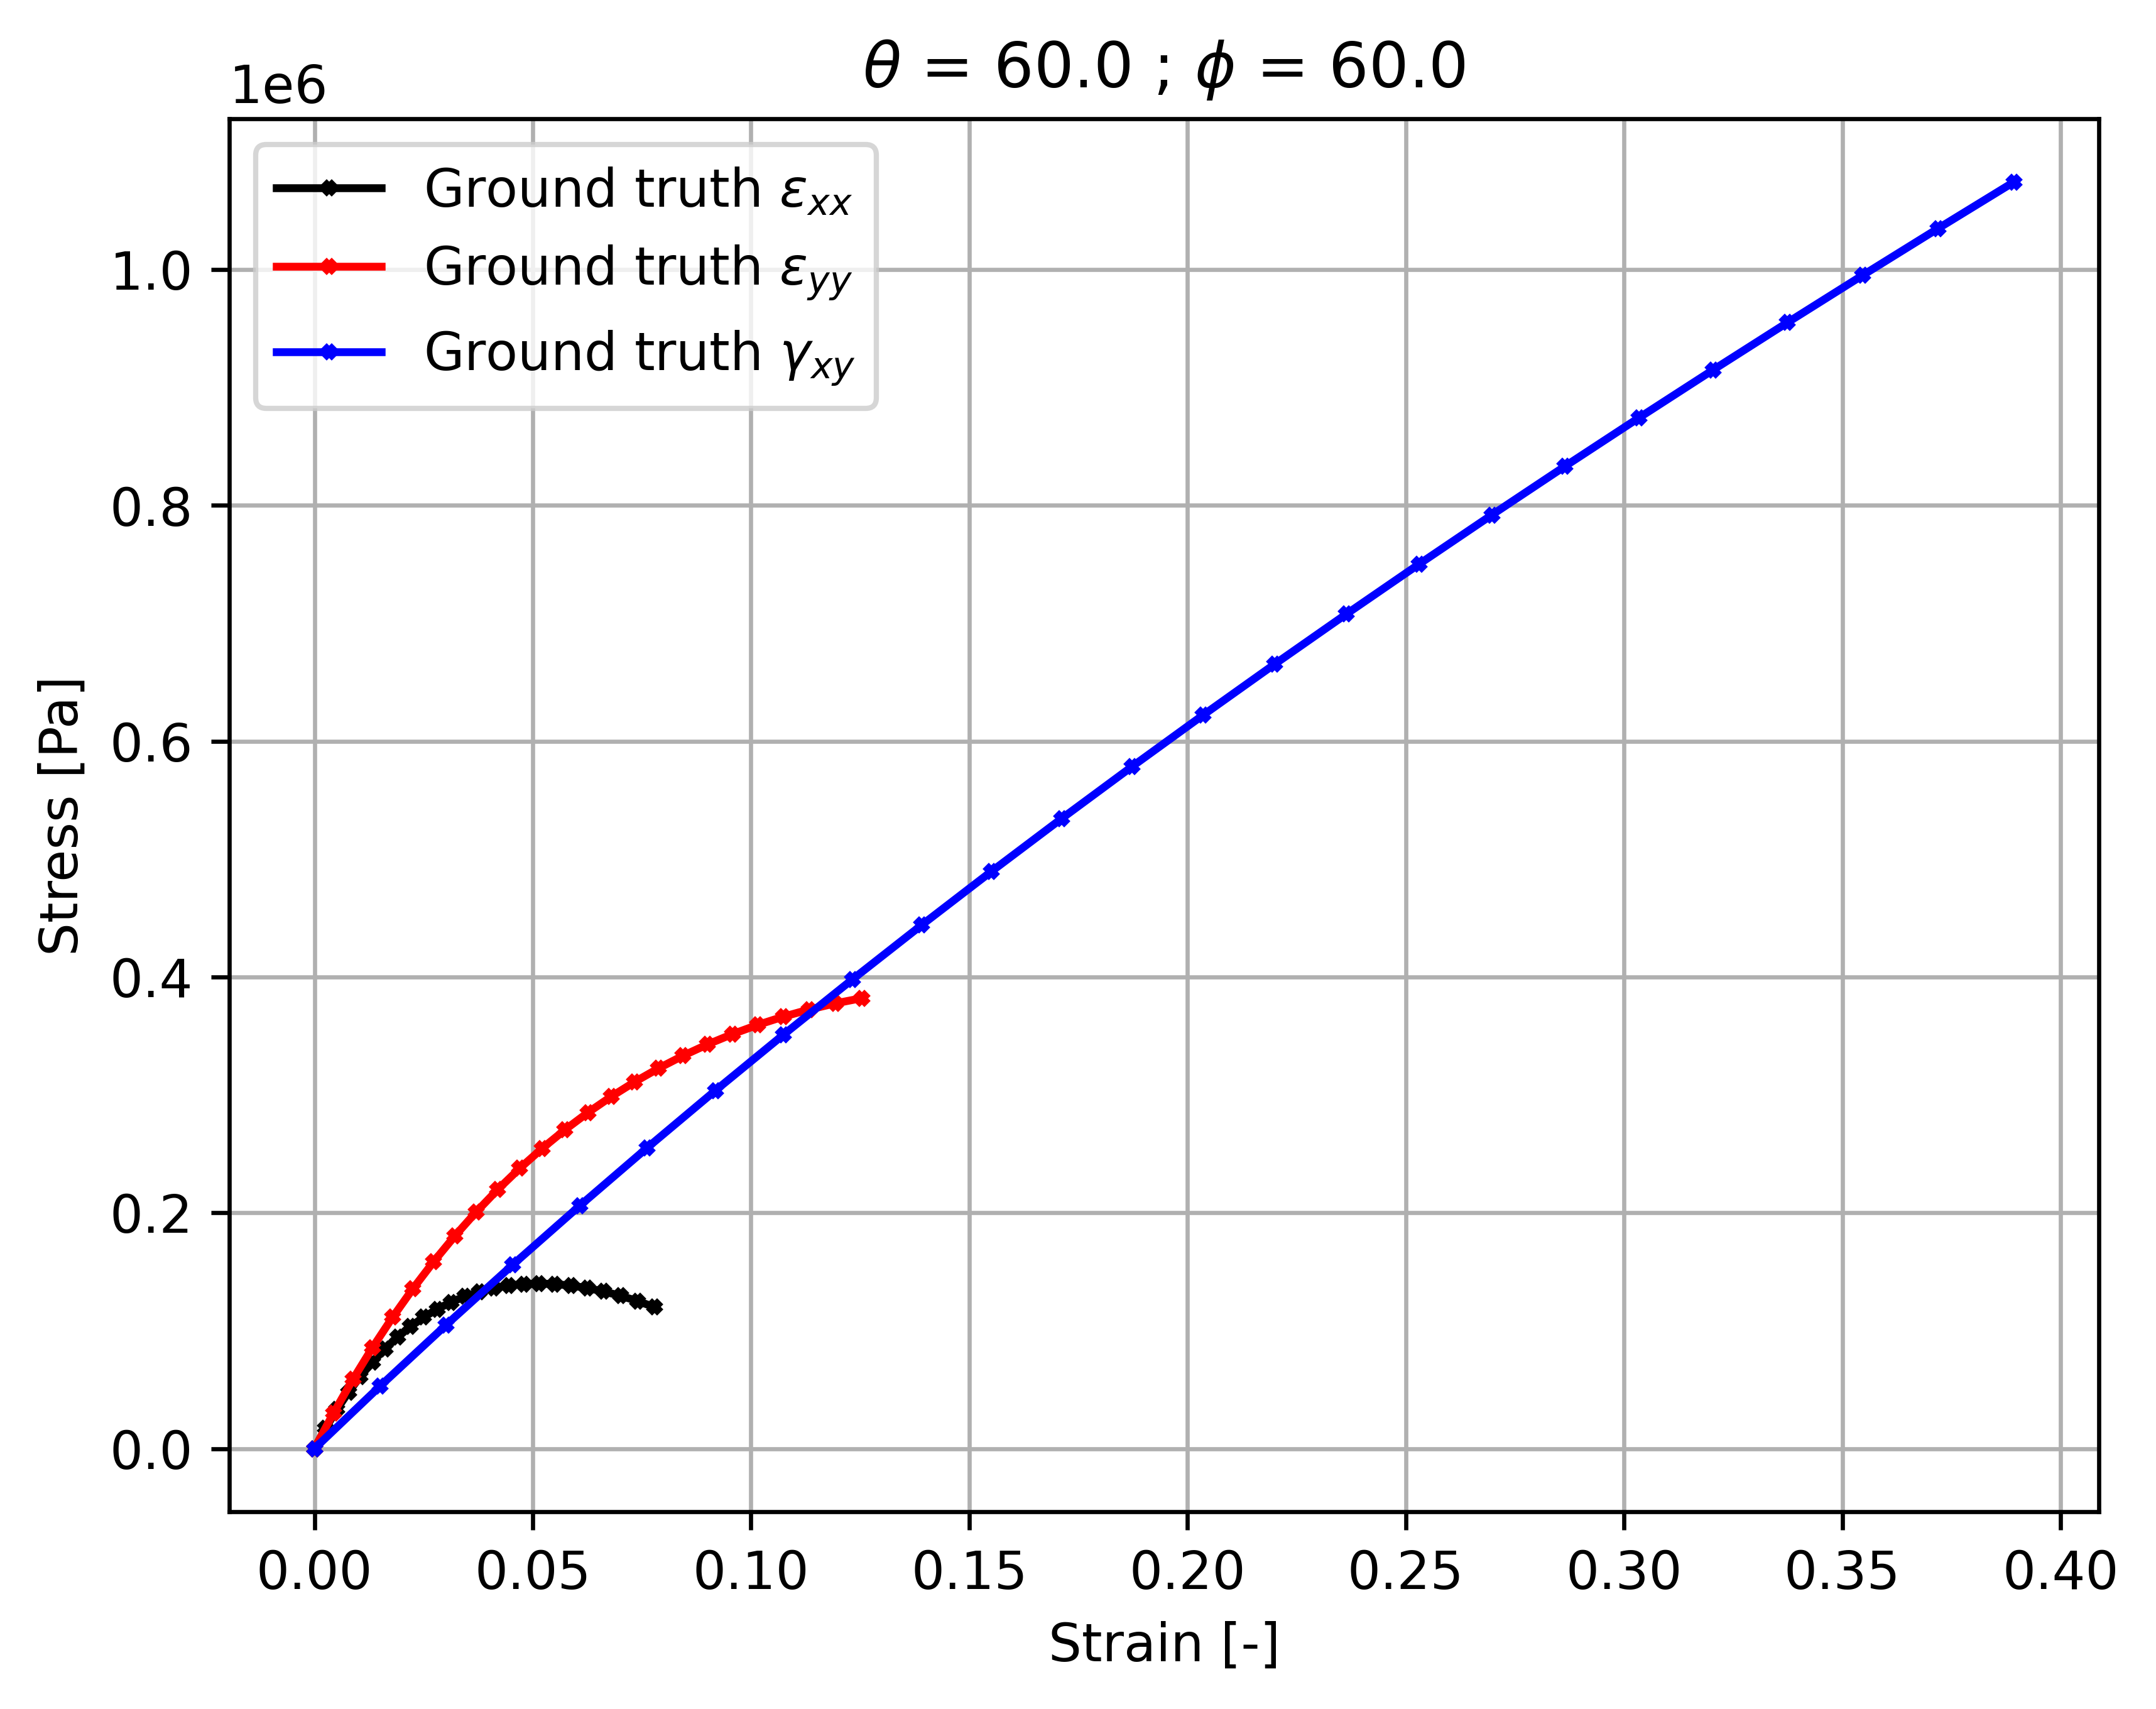 θ = 60.0 ; ϕ = 60.0
1e6
Ground truth εxx
Ground truth εyy
Ground truth γxy
1.0
0.8
0.6
0.4
0.2
0.0
Stress [Pa]
0.00 0.05 0.10 0.15 0.20 0.25 0.30 0.35 0.40
Strain [-]